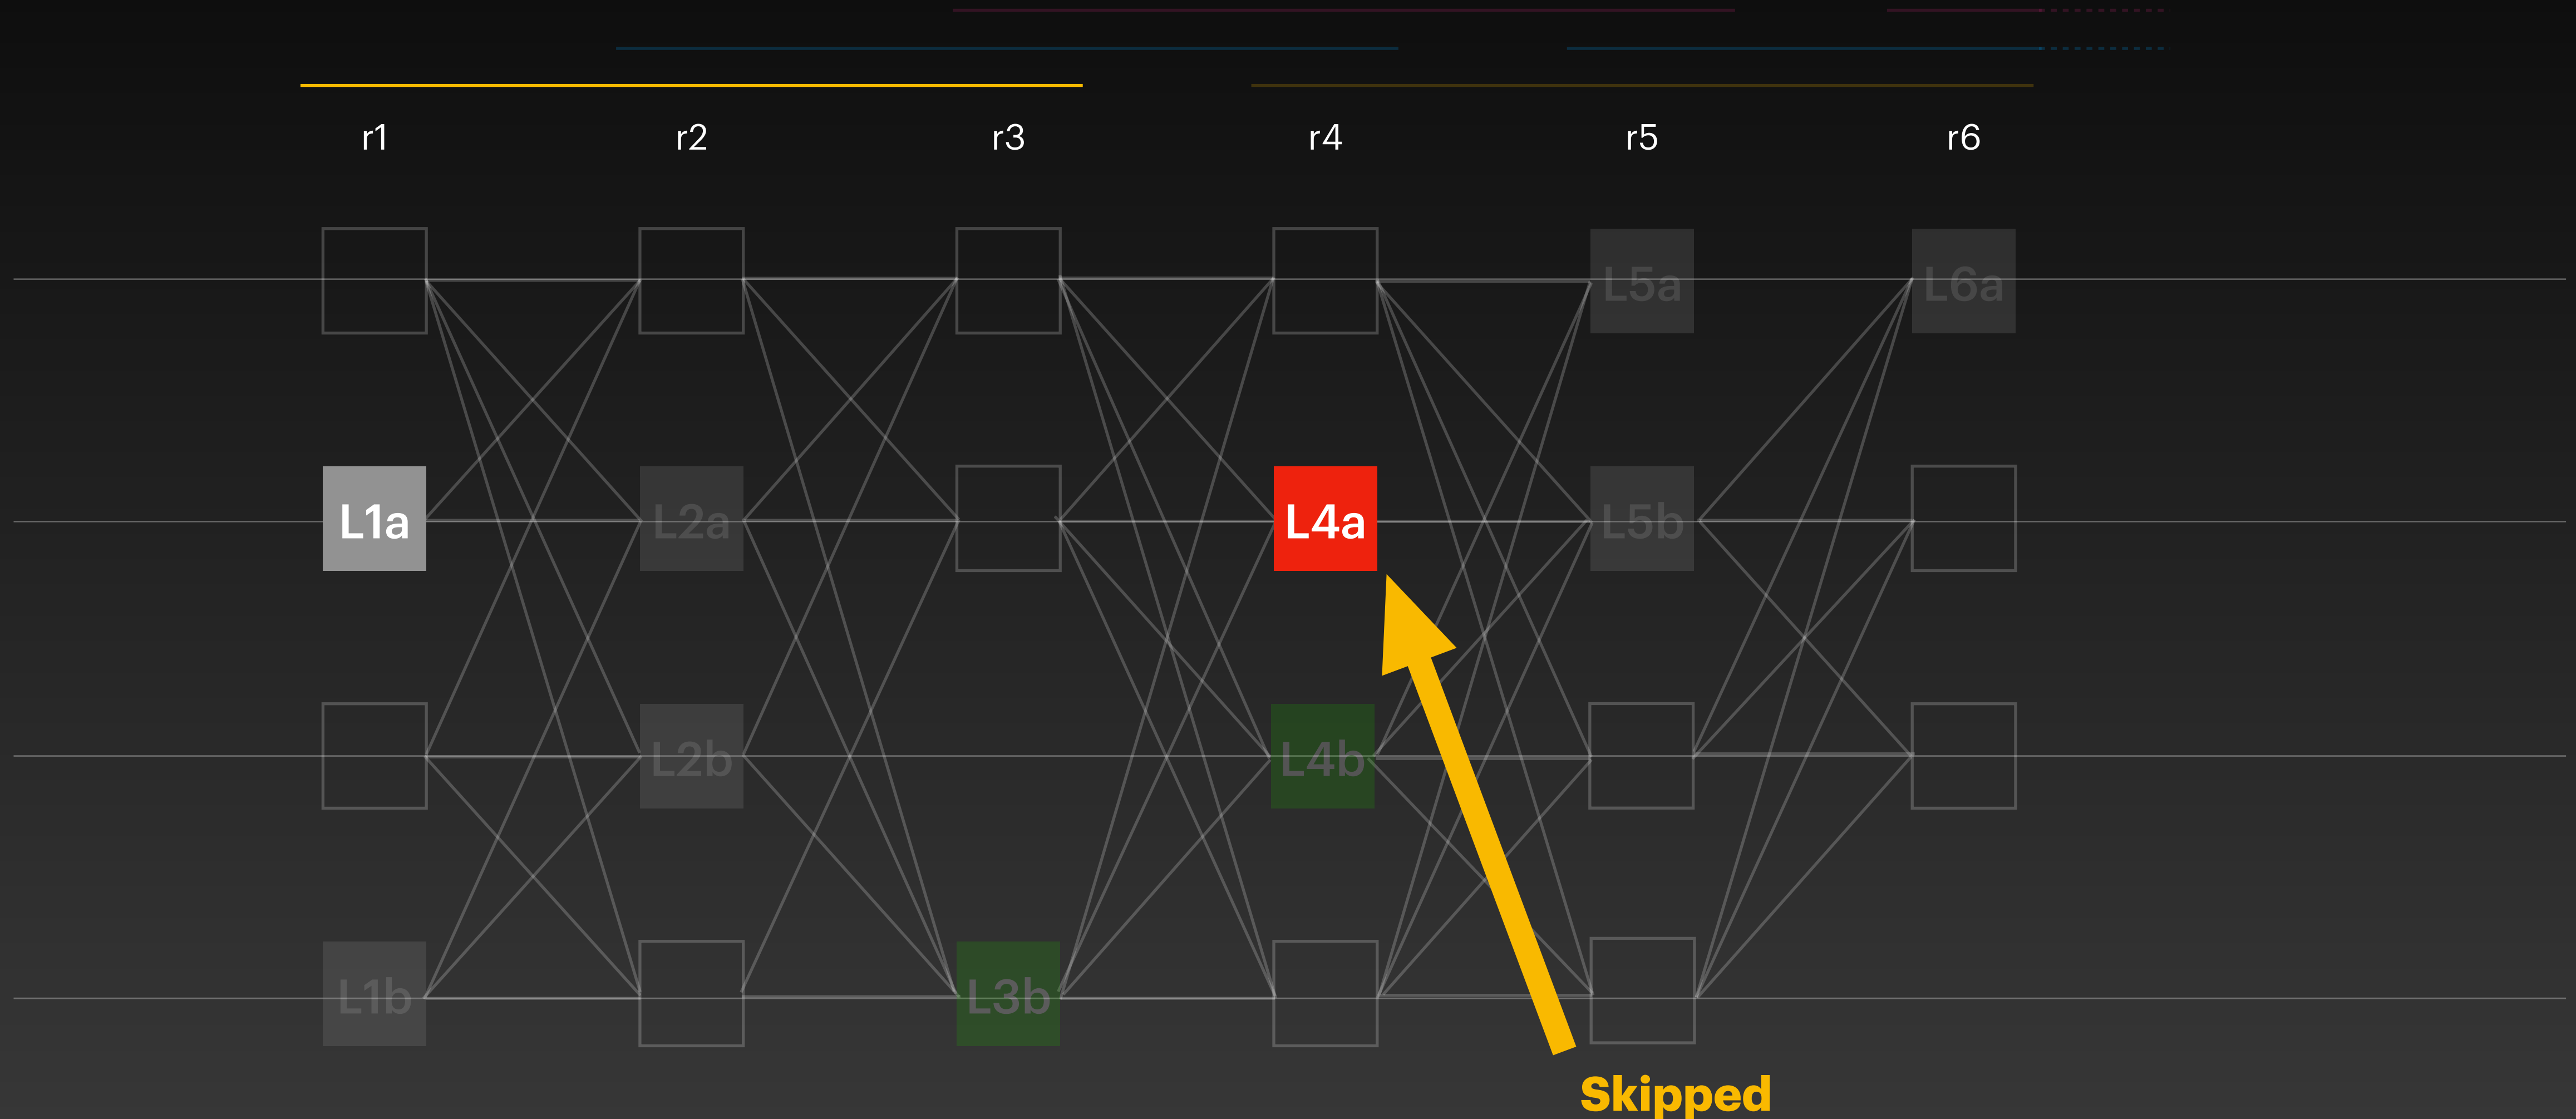 r1 r2 r3 r4 r5 r6
L5a L6a
L1a L2a L4a L5b
L2b L4b
L1b L3b
Skipped